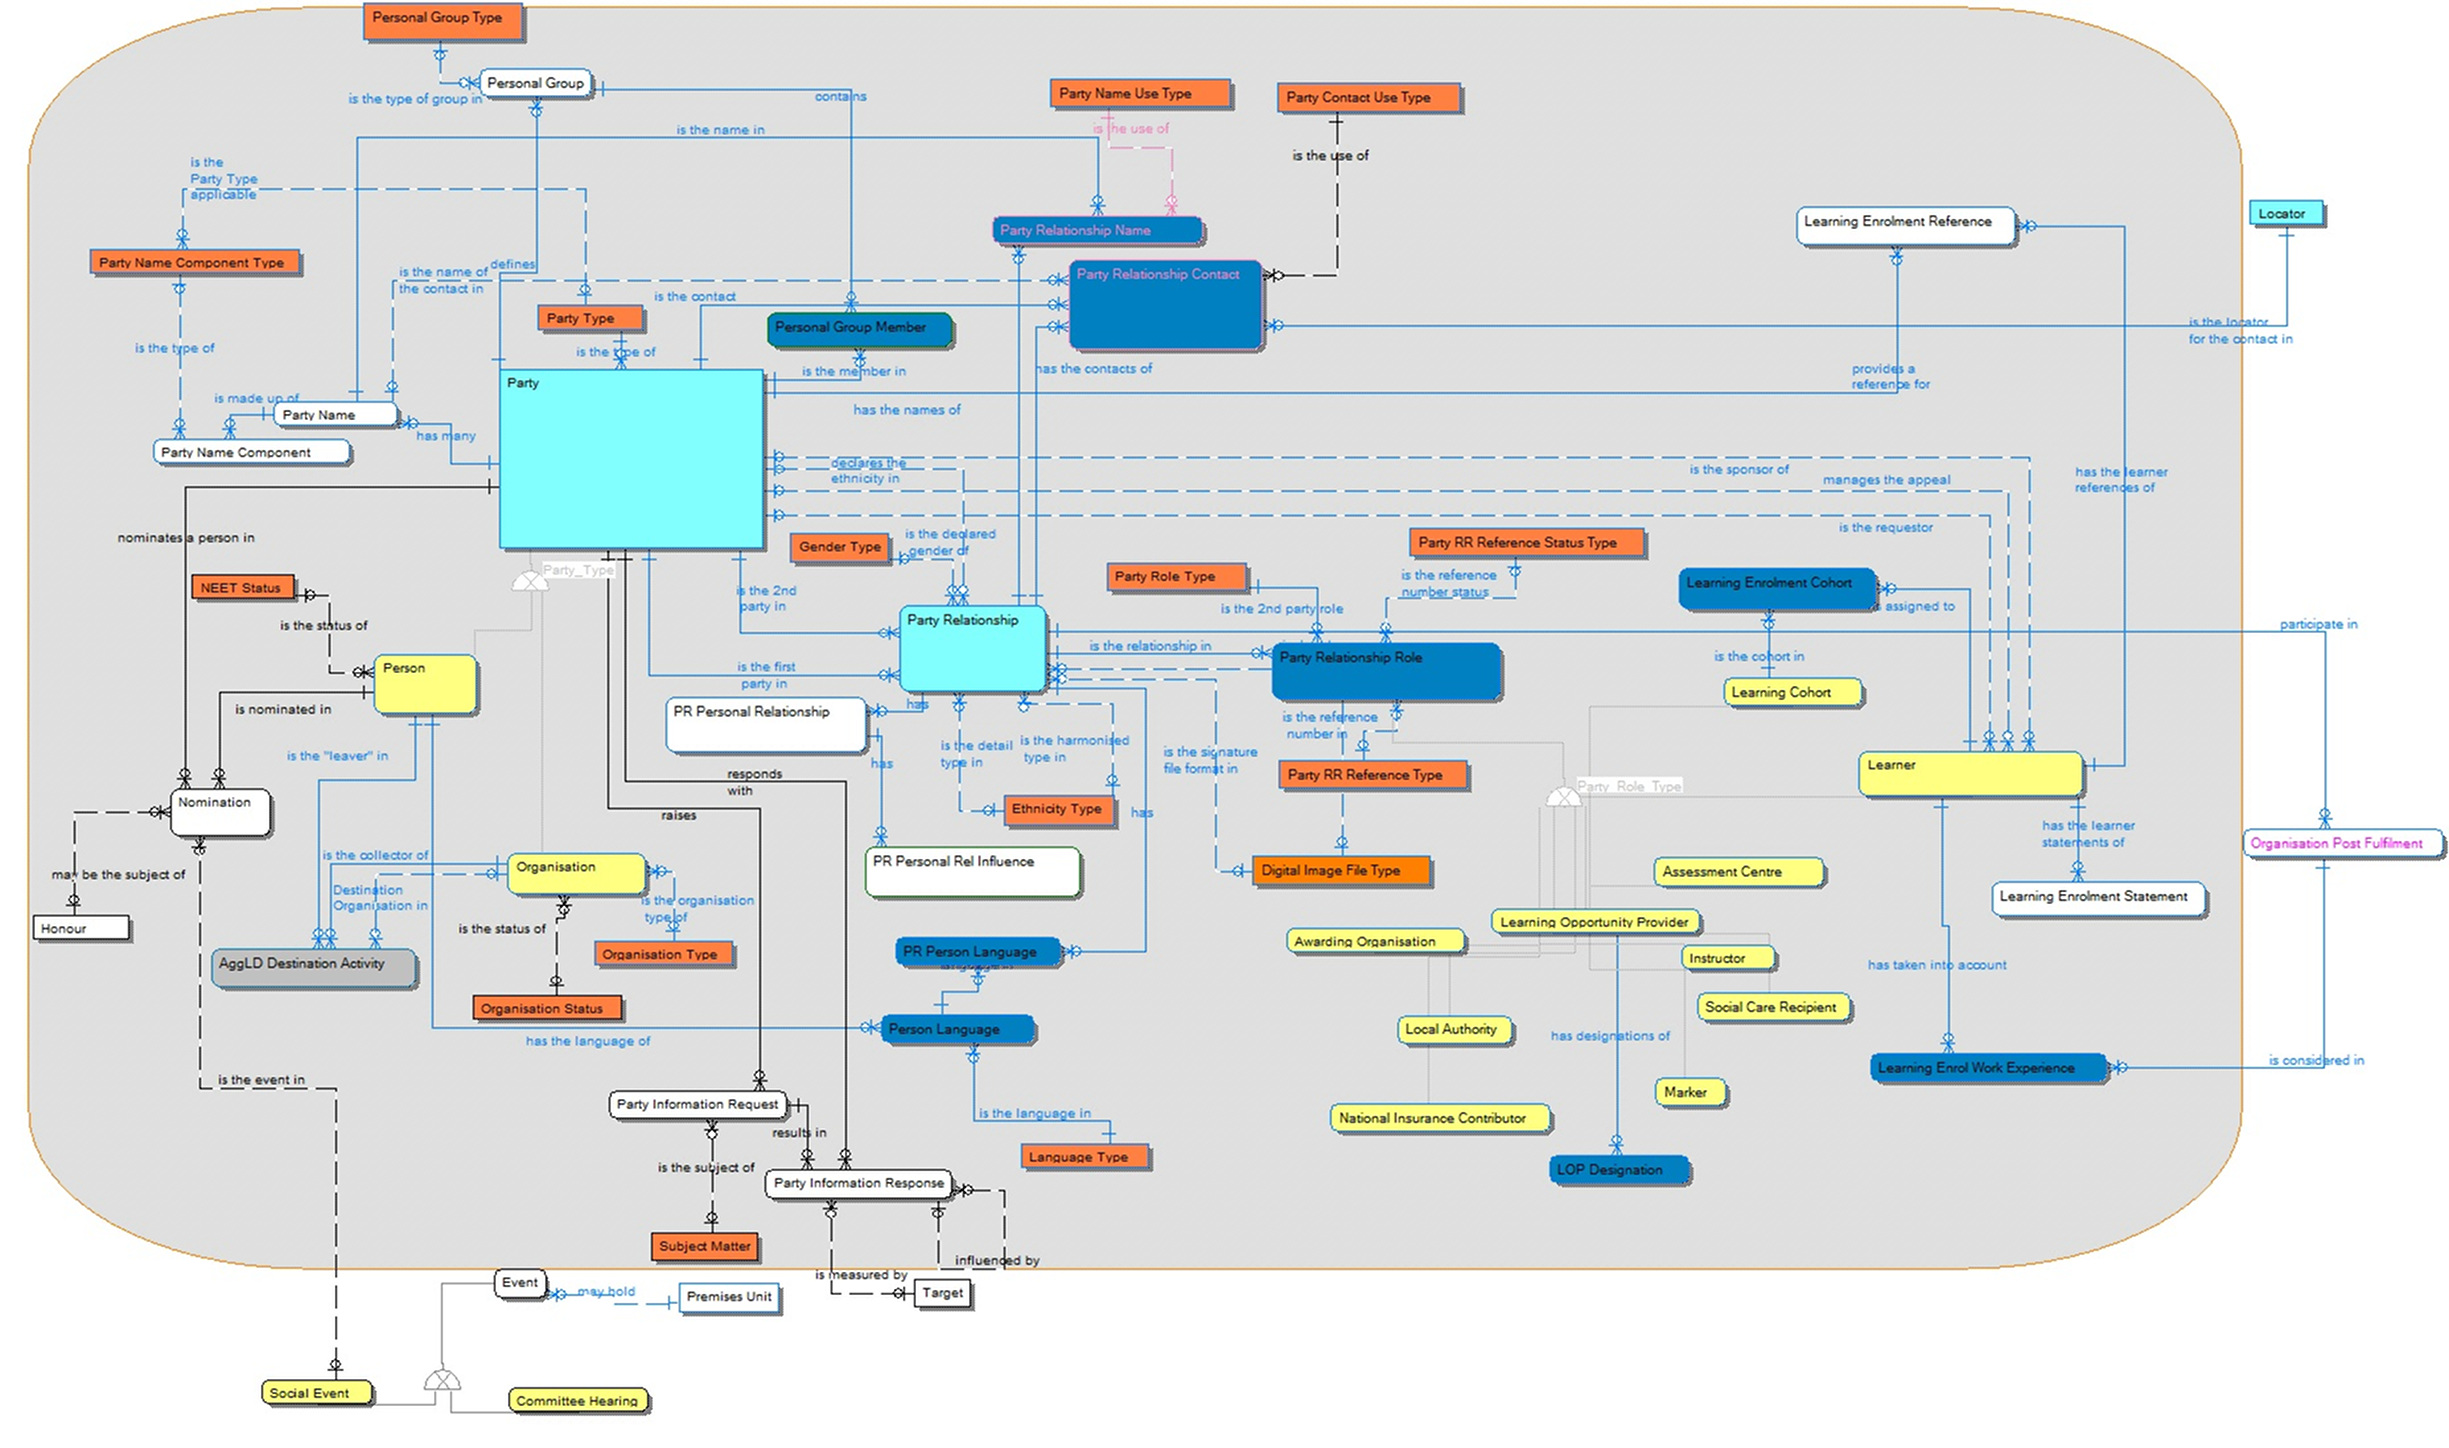 Personal Group Type
Personal Group
is the type of group in
contains
Party Name Use Type
Party Contact Use Type
is the use of
is the name in
is the use of
is the
Party Type
applicable
Party Relationship Name
Learning Enrolment Reference
Locator
Party Name Component Type
defines
is the name of
the contact in
Party Relationship Contact
is the contact
Party Type
Personal Group Member
is the locator
for the contact in
is the type of
is the type of
is the member in
has the contacts of
provides a
reference for
Party
is made up of
Party Name
has the names of
has many
Party Name Component
declares the
ethnicity in
is the sponsor of
manages the appeal
has the learner
references of
is the requestor
nominates a person in
Gender Type
is the declared
gender of
Party RR Reference Status Type
Party_Type
NEET Status
Party Role Type
is the reference
number status
Learning Enrolment Cohort
is the 2nd
party in
is the 2nd party role
s assigned to
is the status of
Party Relationship
participate in
is the relationship in
Party Relationship Role
is the cohort in
Person
is the first
party in
Learning Cohort
is nominated in
PR Personal Relationship
has
is the reference
number in
is the detail
type in
is the harmonised
type in
is the signature
file format in
is the "leaver" in
has
Learner
responds
with
Party RR Reference Type
Party_Role_Type
Nomination
Ethnicity Type
has
raises
has the learner
statements of
Organisation Post Fulfilment
is the collector of
Organisation
PR Personal Rel Influence
Digital Image File Type
Assessment Centre
may be the subject of
Destination
Organisation in
is the organisation
type of
Learning Enrolment Statement
Honour
is the status of
Learning Opportunity Provider
Awarding Organisation
Organisation Type
PR Person Language
Instructor
AggLD Destination Activity
has taken into account
Organisation Status
Social Care Recipient
Person Language
Local Authority
has the language of
has designations of
is considered in
Learning Enrol Work Experience
is the event in
Party Information Request
Marker
is the language in
National Insurance Contributor
results in
Language Type
is the subject of
LOP Designation
Party Information Response
Subject Matter
influenced by
is measured by
Event
may hold
Premises Unit
Target
Social Event
Committee Hearing